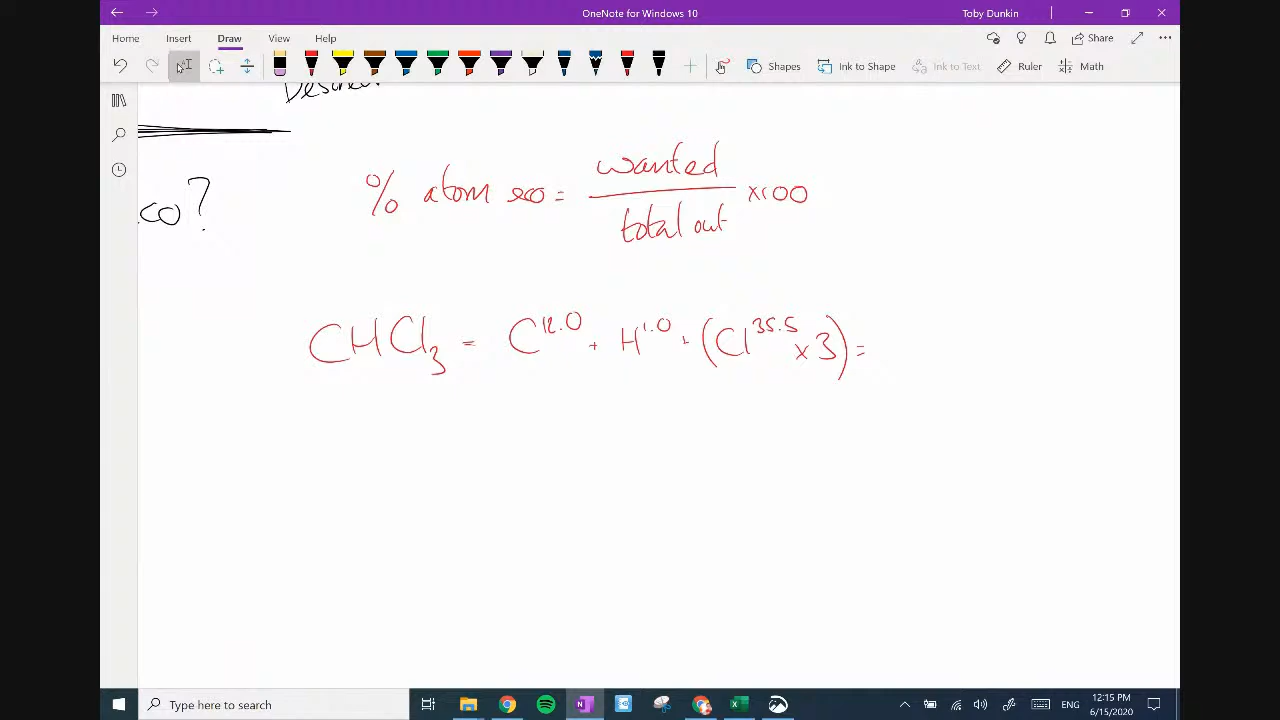 OneNote for Windows 10
Toby Dunkin
Home Insert Draw View Help
Share
Shapes Ink to Shape Ink to Text Ruler Math
% atom eco = wanted / total out x100
co?
CHCl3 = C12.0 + H1.0 + (Cl35.5 x 3) =
Type here to search
ENG
12:15 PM
6/15/2020